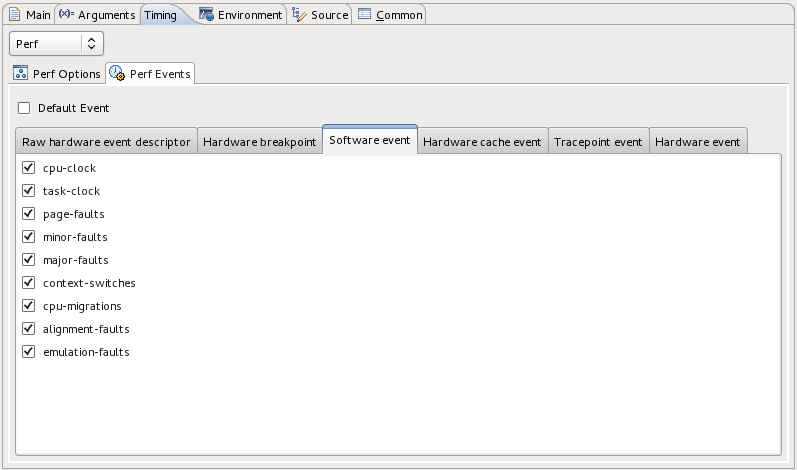 Main Arguments Timing Environment Source Common
Perf
Perf Options Perf Events
Default Event
Raw hardware event descriptor Hardware breakpoint Software event Hardware cache event Tracepoint event Hardware event
cpu-clock
task-clock
page-faults
minor-faults
major-faults
context-switches
cpu-migrations
alignment-faults
emulation-faults